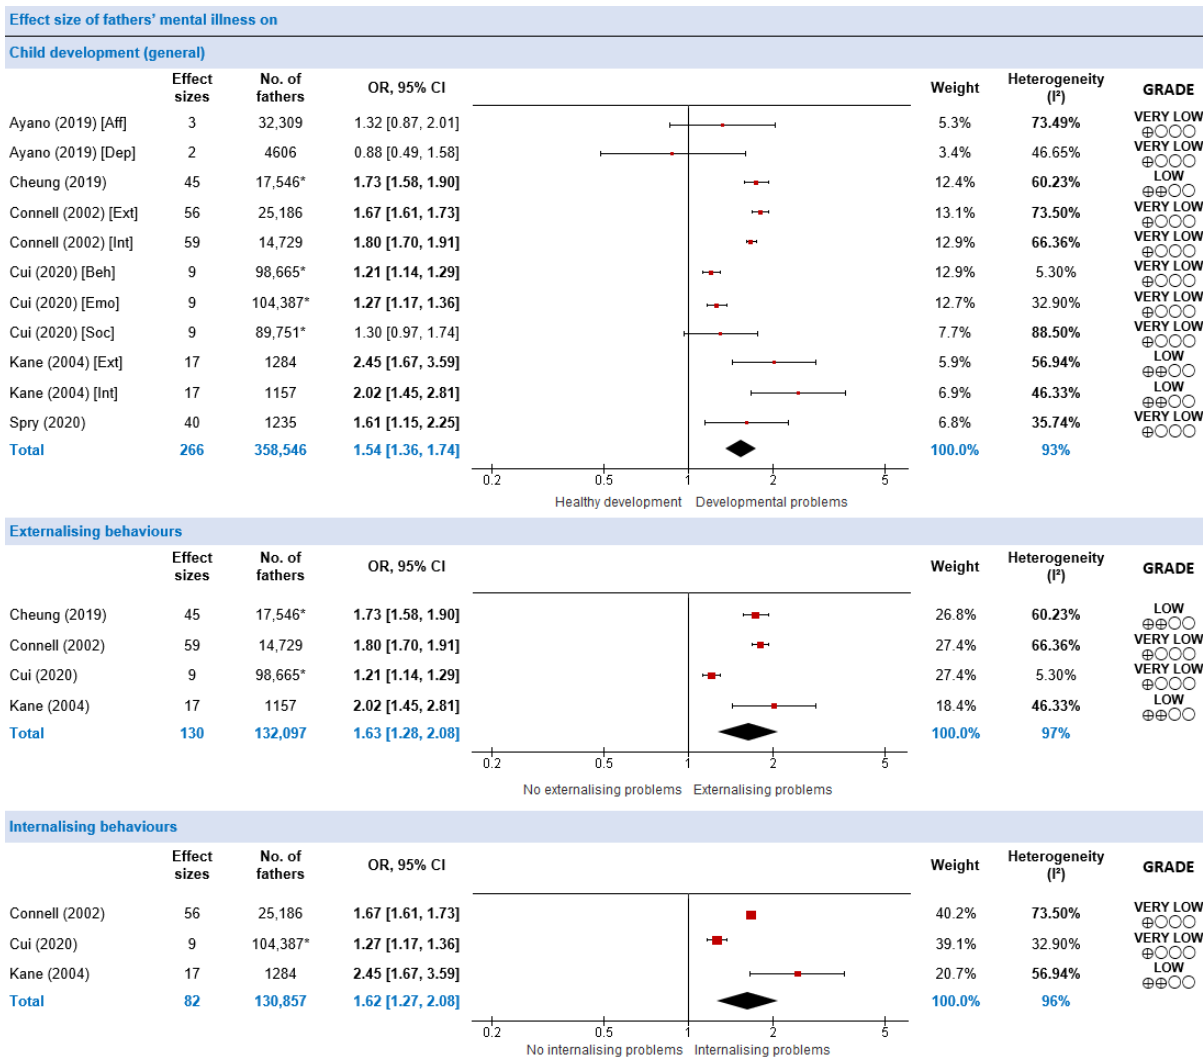 Effect size of fathers' mental illness on
Child development (general)
Effect sizes No. of fathers OR, 95% CI Weight Heterogeneity (I²) GRADE
Ayano (2019) [Aff] 3 32,309 1.32 [0.87, 2.01] 5.3% 73.49% VERY LOW ⊕◯◯◯
Ayano (2019) [Dep] 2 4606 0.88 [0.49, 1.58] 3.4% 46.65% VERY LOW ⊕◯◯◯
Cheung (2019) 45 17,546* 1.73 [1.58, 1.90] 12.4% 60.23% LOW ⊕⊕◯◯
Connell (2002) [Ext] 56 25,186 1.67 [1.61, 1.73] 13.1% 73.50% VERY LOW ⊕◯◯◯
Connell (2002) [Int] 59 14,729 1.80 [1.70, 1.91] 12.9% 66.36% VERY LOW ⊕◯◯◯
Cui (2020) [Beh] 9 98,665* 1.21 [1.14, 1.29] 12.9% 5.30% VERY LOW ⊕◯◯◯
Cui (2020) [Emo] 9 104,387* 1.27 [1.17, 1.36] 12.7% 32.90% VERY LOW ⊕◯◯◯
Cui (2020) [Soc] 9 89,751* 1.30 [0.97, 1.74] 7.7% 88.50% VERY LOW ⊕◯◯◯
Kane (2004) [Ext] 17 1284 2.45 [1.67, 3.59] 5.9% 56.94% LOW ⊕⊕◯◯
Kane (2004) [Int] 17 1157 2.02 [1.45, 2.81] 6.9% 46.33% LOW ⊕⊕◯◯
Spry (2020) 40 1235 1.61 [1.15, 2.25] 6.8% 35.74% VERY LOW ⊕◯◯◯
Total 266 358,546 1.54 [1.36, 1.74] 100.0% 93%
0.2 0.5 1 2 5
Healthy development Developmental problems
Externalising behaviours
Effect sizes No. of fathers OR, 95% CI Weight Heterogeneity (I²) GRADE
Cheung (2019) 45 17,546* 1.73 [1.58, 1.90] 26.8% 60.23% LOW ⊕⊕◯◯
Connell (2002) 59 14,729 1.80 [1.70, 1.91] 27.4% 66.36% VERY LOW ⊕◯◯◯
Cui (2020) 9 98,665* 1.21 [1.14, 1.29] 27.4% 5.30% VERY LOW ⊕◯◯◯
Kane (2004) 17 1157 2.02 [1.45, 2.81] 18.4% 46.33% LOW ⊕⊕◯◯
Total 130 132,097 1.63 [1.28, 2.08] 100.0% 97%
0.2 0.5 1 2 5
No externalising problems Externalising problems
Internalising behaviours
Effect sizes No. of fathers OR, 95% CI Weight Heterogeneity (I²) GRADE
Connell (2002) 56 25,186 1.67 [1.61, 1.73] 40.2% 73.50% VERY LOW ⊕◯◯◯
Cui (2020) 9 104,387* 1.27 [1.17, 1.36] 39.1% 32.90% VERY LOW ⊕◯◯◯
Kane (2004) 17 1284 2.45 [1.67, 3.59] 20.7% 56.94% LOW ⊕⊕◯◯
Total 82 130,857 1.62 [1.27, 2.08] 100.0% 96%
0.2 0.5 1 2 5
No internalising problems Internalising problems